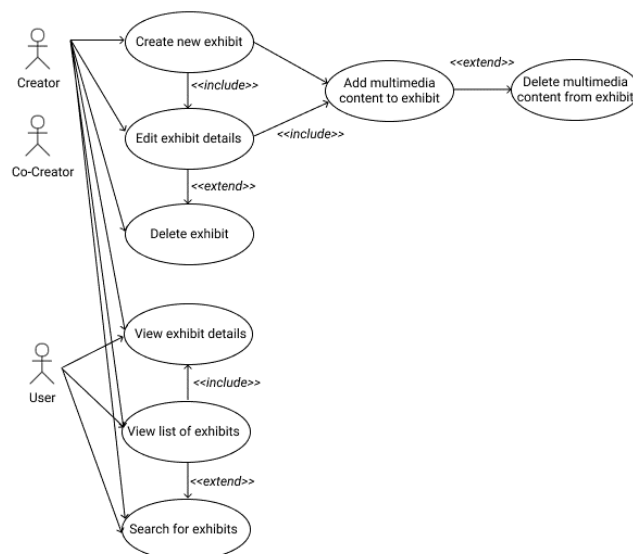 Create new exhibit
<<extend>>
Creator
<<include>>
Add multimedia
content to exhibit
Delete multimedia
content from exhibit
Edit exhibit details
<<include>>
Co-Creator
<<extend>>
Delete exhibit
View exhibit details
User
<<include>>
View list of exhibits
<<extend>>
Search for exhibits